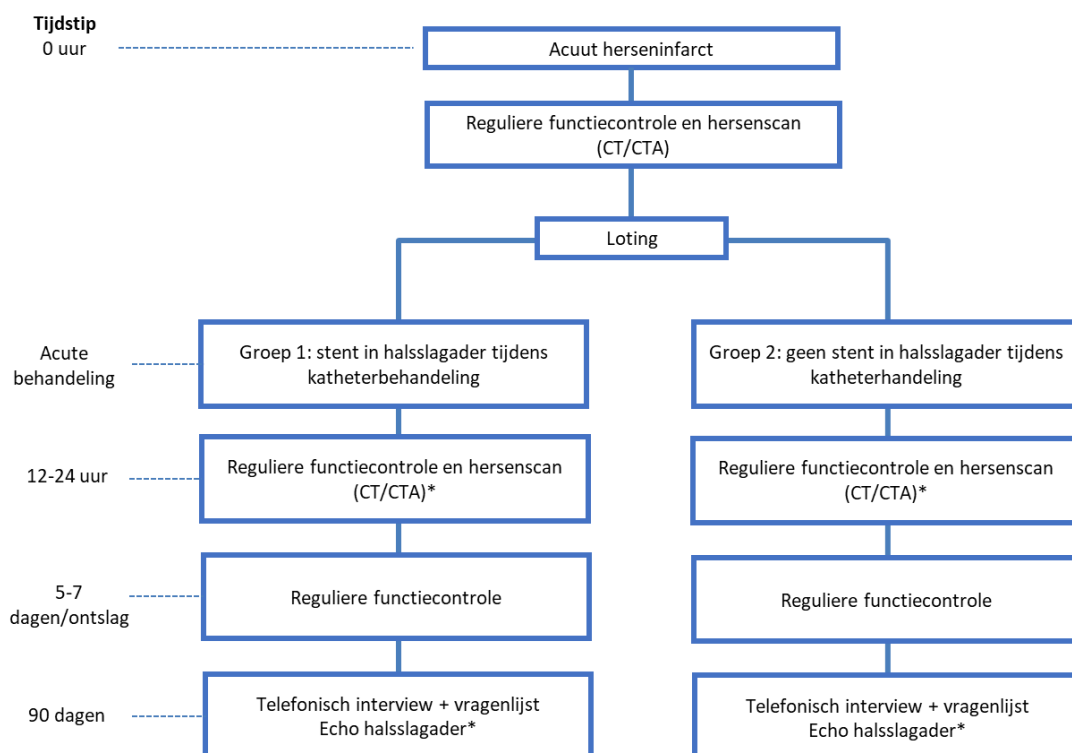 Tijdstip
0 uur
Acuut herseninfarct
Reguliere functiecontrole en hersenscan
(CT/CTA)
Loting
Acute
behandeling
Groep 1: stent in halsslagader tijdens
katheterbehandeling
Groep 2: geen stent in halsslagader tijdens
katheterhandeling
12-24 uur
Reguliere functiecontrole en hersenscan
(CT/CTA)*
Reguliere functiecontrole en hersenscan
(CT/CTA)*
5-7
dagen/ontslag
Reguliere functiecontrole
Reguliere functiecontrole
90 dagen
Telefonisch interview + vragenlijst
Echo halsslagader*
Telefonisch interview + vragenlijst
Echo halsslagader*